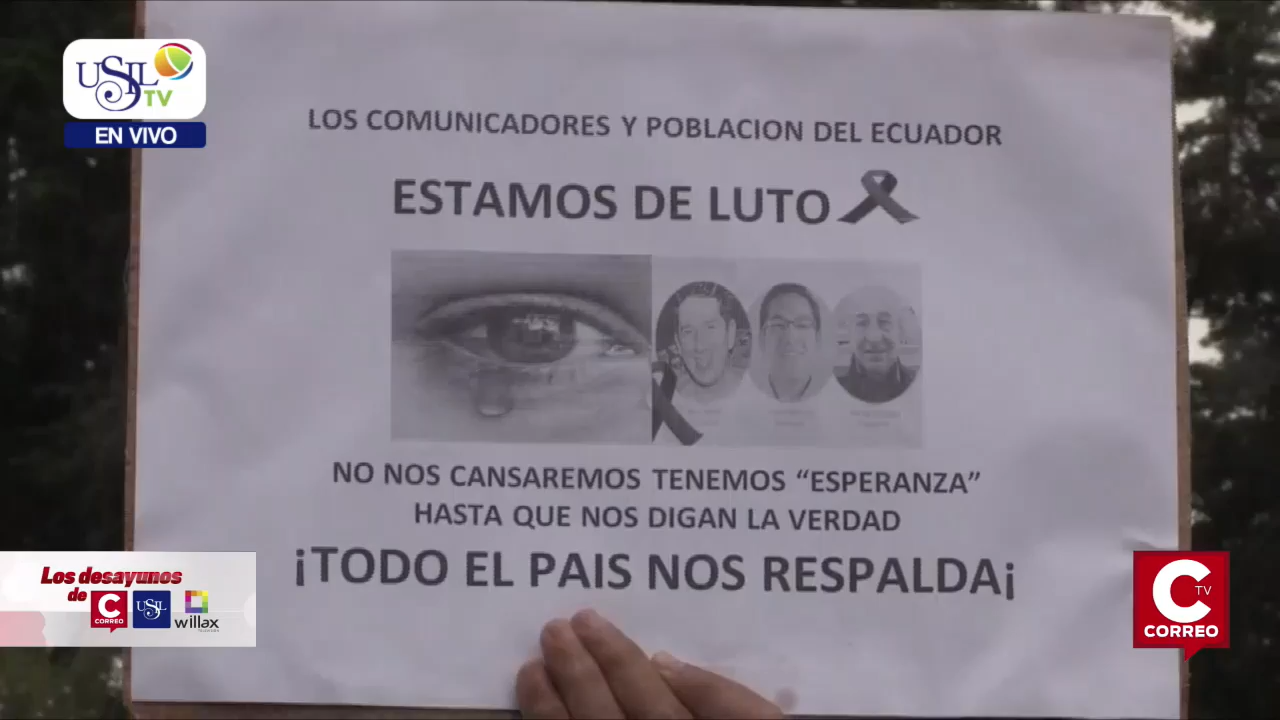 USIL
TV
EN VIVO
LOS COMUNICADORES Y POBLACION DEL ECUADOR
ESTAMOS DE LUTO
NO NOS CANSAREMOS TENEMOS “ESPERANZA”
HASTA QUE NOS DIGAN LA VERDAD
¡TODO EL PAIS NOS RESPALDA¡
Los desayunos
de C CORREO USIL willax
C TV
CORREO